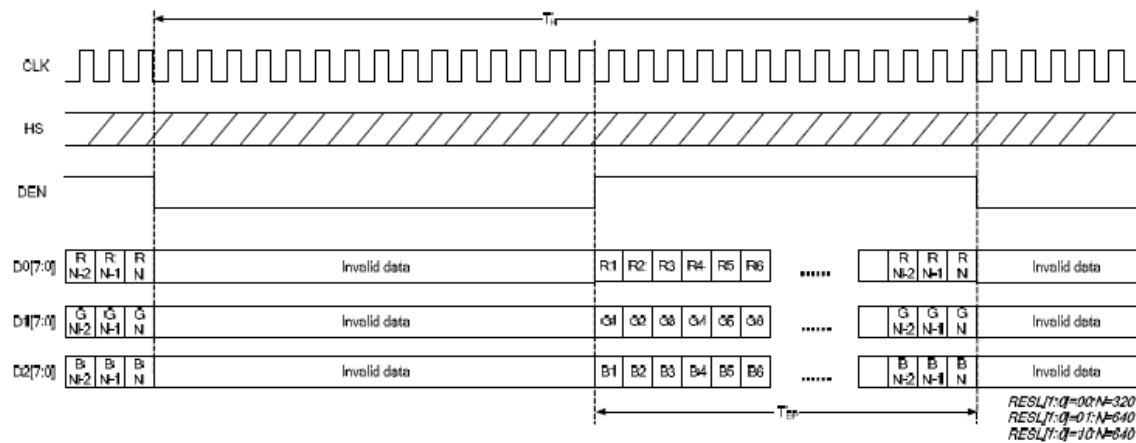 TH
CLK
HS
DEN
D0[7:0] R N-2 R N-1 R N Invalid data R1 R2 R3 R4 R5 R6 ...... R N-2 R N-1 R N Invalid data
D1[7:0] G N-2 G N-1 G N Invalid data G1 G2 G3 G4 G5 G6 ...... G N-2 G N-1 G N Invalid data
D2[7:0] B N-2 B N-1 B N Invalid data B1 B2 B3 B4 B5 B6 ...... B N-2 B N-1 B N Invalid data
TEP
RESL[1:0]=00:N=320
RESL[1:0]=01:N=640
RESL[1:0]=10:N=640